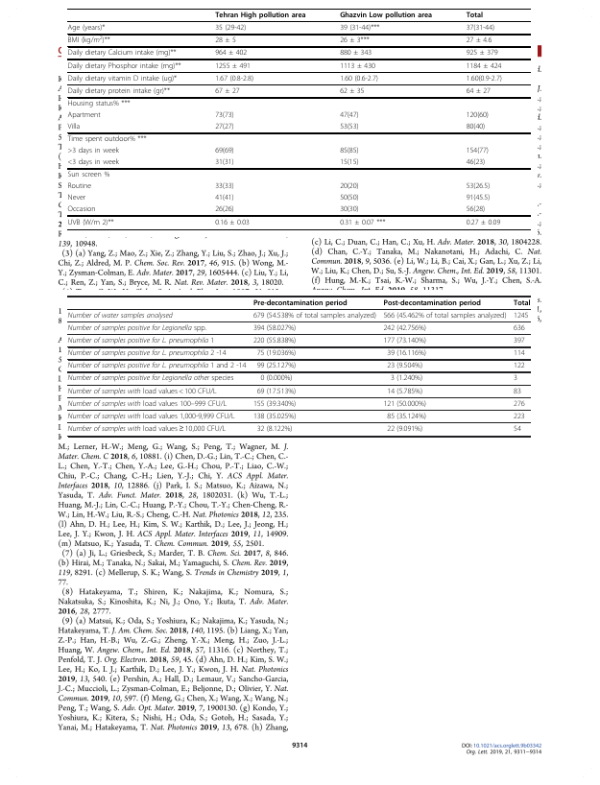 Tehran High pollution area Ghazvin Low pollution area Total
Age (years)* 35 (29-42) 39 (31-44)*** 37(31-44)
BMI (kg/m²)** 28 ± 5 26 ± 3*** 27 ± 4.6
Daily dietary Calcium intake (mg)** 964 ± 402 880 ± 343 925 ± 379
Daily dietary Phosphor intake (mg)** 1255 ± 491 1113 ± 430 1184 ± 424
Daily dietary vitamin D intake (ug)* 1.67 (0.8-2.8) 1.60 (0.6-2.7) 1.60(0.9-2.7)
Daily dietary protein intake (gr)** 67 ± 27 62 ± 35 64 ± 27
Housing status% ***
Apartment 73(73) 47(47) 120(60)
Villa 27(27) 53(53) 80(40)
Time spent outdoor% ***
>3 days in week 69(69) 85(85) 154(77)
<3 days in week 31(31) 15(15) 46(23)
Sun screen %
Routine 33(33) 20(20) 53(26.5)
Never 41(41) 50(50) 91(45.5)
Occasion 26(26) 30(30) 56(28)
UVB (W/m 2)** 0.16 ± 0.03 0.31 ± 0.07 *** 0.27 ± 0.09
139, 10948.
(3) (a) Yang, Z.; Mao, Z.; Xie, Z.; Zhang, Y.; Liu, S.; Zhao, J.; Xu, J.;
Chi, Z.; Aldred, M. P. Chem. Soc. Rev. 2017, 46, 915. (b) Wong, M.-
Y.; Zysman-Colman, E. Adv. Mater. 2017, 29, 1605444. (c) Liu, Y.; Li,
C.; Ren, Z.; Yan, S.; Bryce, M. R. Nat. Rev. Mater. 2018, 3, 18020.
(c) Li, C.; Duan, C.; Han, C.; Xu, H. Adv. Mater. 2018, 30, 1804228.
(d) Chan, C.-Y.; Tanaka, M.; Nakanotani, H.; Adachi, C. Nat.
Commun. 2018, 9, 5036. (e) Li, W.; Li, B.; Cai, X.; Gan, L.; Xu, Z.; Li,
W.; Liu, K.; Chen, D.; Su, S.-J. Angew. Chem., Int. Ed. 2019, 58, 11301.
(f) Hung, M.-K.; Tsai, K.-W.; Sharma, S.; Wu, J.-Y.; Chen, S.-A.
Pre-decontamination period Post-decontamination period Total
Number of water samples analysed 679 (54.538% of total samples analyzed) 566 (45.462% of total samples analyzed) 1245
Number of samples positive for Legionella spp. 394 (58.027%) 242 (42.756%) 636
Number of samples positive for L. pneumophila 1 220 (55.838%) 177 (73.140%) 397
Number of samples positive for L. pneumophila 2 -14 75 (19.036%) 39 (16.116%) 114
Number of samples positive for L. pneumophila 1 and 2 -14 99 (25.127%) 23 (9.504%) 122
Number of samples positive for Legionella other species 0 (0.000%) 3 (1.240%) 3
Number of samples with load values < 100 CFU/L 69 (17.513%) 14 (5.785%) 83
Number of samples with load values 100–999 CFU/L 155 (39.340%) 121 (50.000%) 276
Number of samples with load values 1,000-9,999 CFU/L 138 (35.025%) 85 (35.124%) 223
Number of samples with load values ≥ 10,000 CFU/L 32 (8.122%) 22 (9.091%) 54
M.; Lerner, H.-W.; Meng, G.; Wang, S.; Peng, T.; Wagner, M. J.
Mater. Chem. C 2018, 6, 10881. (i) Chen, D.-G.; Lin, T.-C.; Chen, C.-
L.; Chen, Y.-T.; Chen, Y.-A.; Lee, G.-H.; Chou, P.-T.; Liao, C.-W.;
Chiu, P.-C.; Chang, C.-H.; Lien, Y.-J.; Chi, Y. ACS Appl. Mater.
Interfaces 2018, 10, 12886. (j) Park, I. S.; Matsuo, K.; Aizawa, N.;
Yasuda, T. Adv. Funct. Mater. 2018, 28, 1802031. (k) Wu, T.-L.;
Huang, M.-J.; Lin, C.-C.; Huang, P.-Y.; Chou, T.-Y.; Chen-Cheng, R.-
W.; Lin, H.-W.; Liu, R.-S.; Cheng, C.-H. Nat. Photonics 2018, 12, 235.
(l) Ahn, D. H.; Lee, H.; Kim, S. W.; Karthik, D.; Lee, J.; Jeong, H.;
Lee, J. Y.; Kwon, J. H. ACS Appl. Mater. Interfaces 2019, 11, 14909.
(m) Matsuo, K.; Yasuda, T. Chem. Commun. 2019, 55, 2501.
(7) (a) Ji, L.; Griesbeck, S.; Marder, T. B. Chem. Sci. 2017, 8, 846.
(b) Hirai, M.; Tanaka, N.; Sakai, M.; Yamaguchi, S. Chem. Rev. 2019,
119, 8291. (c) Mellerup, S. K.; Wang, S. Trends in Chemistry 2019, 1,
77.
(8) Hatakeyama, T.; Shiren, K.; Nakajima, K.; Nomura, S.;
Nakatsuka, S.; Kinoshita, K.; Ni, J.; Ono, Y.; Ikuta, T. Adv. Mater.
2016, 28, 2777.
(9) (a) Matsui, K.; Oda, S.; Yoshiura, K.; Nakajima, K.; Yasuda, N.;
Hatakeyama, T. J. Am. Chem. Soc. 2018, 140, 1195. (b) Liang, X.; Yan,
Z.-P.; Han, H.-B.; Wu, Z.-G.; Zheng, Y.-X.; Meng, H.; Zuo, J.-L.;
Huang, W. Angew. Chem., Int. Ed. 2018, 57, 11316. (c) Northey, T.;
Penfold, T. J. Org. Electron. 2018, 59, 45. (d) Ahn, D. H.; Kim, S. W.;
Lee, H.; Ko, I. J.; Karthik, D.; Lee, J. Y.; Kwon, J. H. Nat. Photonics
2019, 13, 540. (e) Pershin, A.; Hall, D.; Lemaur, V.; Sancho-Garcia,
J.-C.; Muccioli, L.; Zysman-Colman, E.; Beljonne, D.; Olivier, Y. Nat.
Commun. 2019, 10, 597. (f) Meng, G.; Chen, X.; Wang, X.; Wang, N.;
Peng, T.; Wang, S. Adv. Opt. Mater. 2019, 7, 1900130. (g) Kondo, Y.;
Yoshiura, K.; Kitera, S.; Nishi, H.; Oda, S.; Gotoh, H.; Sasada, Y.;
Yanai, M.; Hatakeyama, T. Nat. Photonics 2019, 13, 678. (h) Zhang,
9314
DOI: 10.1021/acs.orglett.9b03342
Org. Lett. 2019, 21, 9311−9314